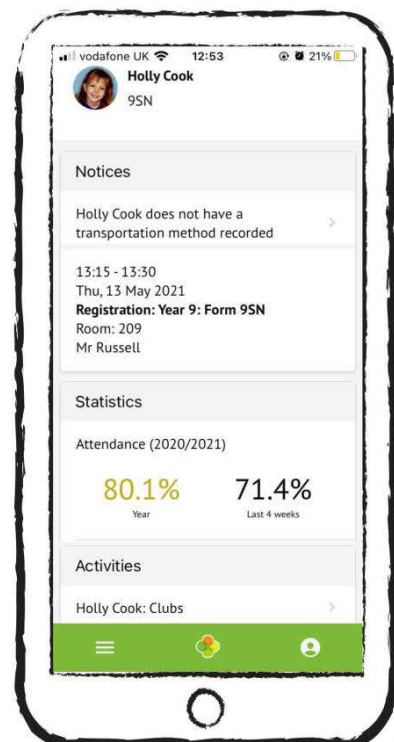 vodafone UK 12:53 21%
Holly Cook
9SN
Notices
Holly Cook does not have a
transportation method recorded
13:15 - 13:30
Thu, 13 May 2021
Registration: Year 9: Form 9SN
Room: 209
Mr Russell
Statistics
Attendance (2020/2021)
80.1% 71.4%
Year Last 4 weeks
Activities
Holly Cook: Clubs